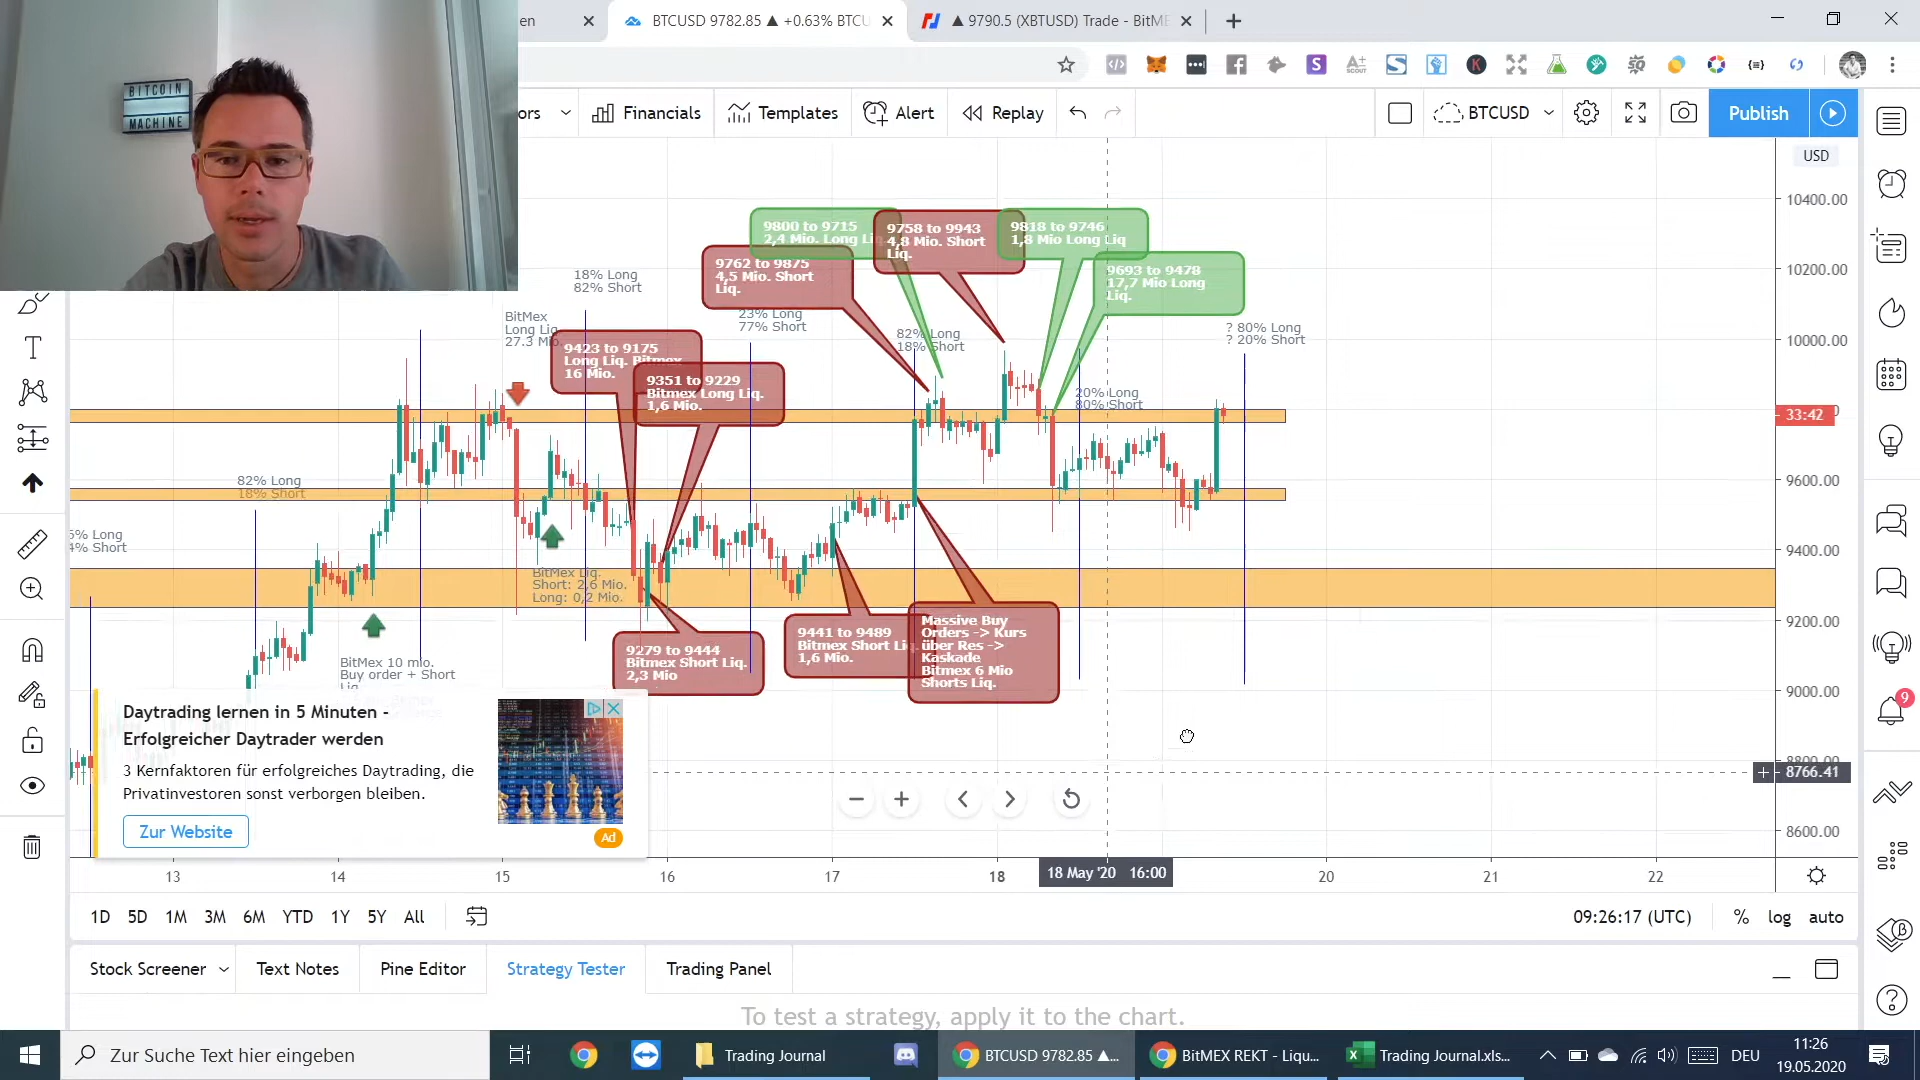 en
BTCUSD 9782.85 ▲ +0.63% BTCU
▲ 9790.5 (XBTUSD) Trade - BitME
BITCOIN
MACHINE
ors
Financials
Templates
Alert
Replay
BTCUSD
Publish
USD
10400.00
10200.00
10000.00
33:42
9600.00
9400.00
9200.00
9000.00
8766.41
8600.00
9800 to 9715
2,4 Mio. Long Li
9758 to 9943
4,8 Mio. Short
Liq.
9818 to 9746
1,8 Mio Long Liq
9762 to 9875
4,5 Mio. Short
Liq.
9693 to 9478
17,7 Mio Long
Liq.
18% Long
82% Short
BitMex
Long Liq.
27.3 Mio.
23% Long
77% Short
82% Long
18% Short
? 80% Long
? 20% Short
9423 to 9175
Long Liq. Bitmex
16 Mio.
9351 to 9229
Bitmex Long Liq.
1,6 Mio.
20% Long
80% Short
82% Long
18% Short
5% Long
4% Short
BitMex Liq.
Short: 2.6 Mio.
Long: 0,2 Mio.
9279 to 9444
Bitmex Short Liq.
2,3 Mio
9441 to 9489
Bitmex Short Liq.
1,6 Mio.
Massive Buy
Orders -> Kurs
über Res ->
Kaskade
Bitmex 6 Mio
Shorts Liq.
BitMex 10 mio.
Buy order + Short
Liq.
Daytrading lernen in 5 Minuten -
Erfolgreicher Daytrader werden
3 Kernfaktoren für erfolgreiches Daytrading, die
Privatinvestoren sonst verborgen bleiben.
Zur Website
Ad
9
13 14 15 16 17 18 18 May '20 16:00 20 21 22
1D 5D 1M 3M 6M YTD 1Y 5Y All
09:26:17 (UTC) % log auto
Stock Screener Text Notes Pine Editor Strategy Tester Trading Panel
To test a strategy, apply it to the chart.
Zur Suche Text hier eingeben
Trading Journal
BTCUSD 9782.85 ▲...
BitMEX REKT - Liqu...
Trading Journal.xls...
DEU
11:26
19.05.2020